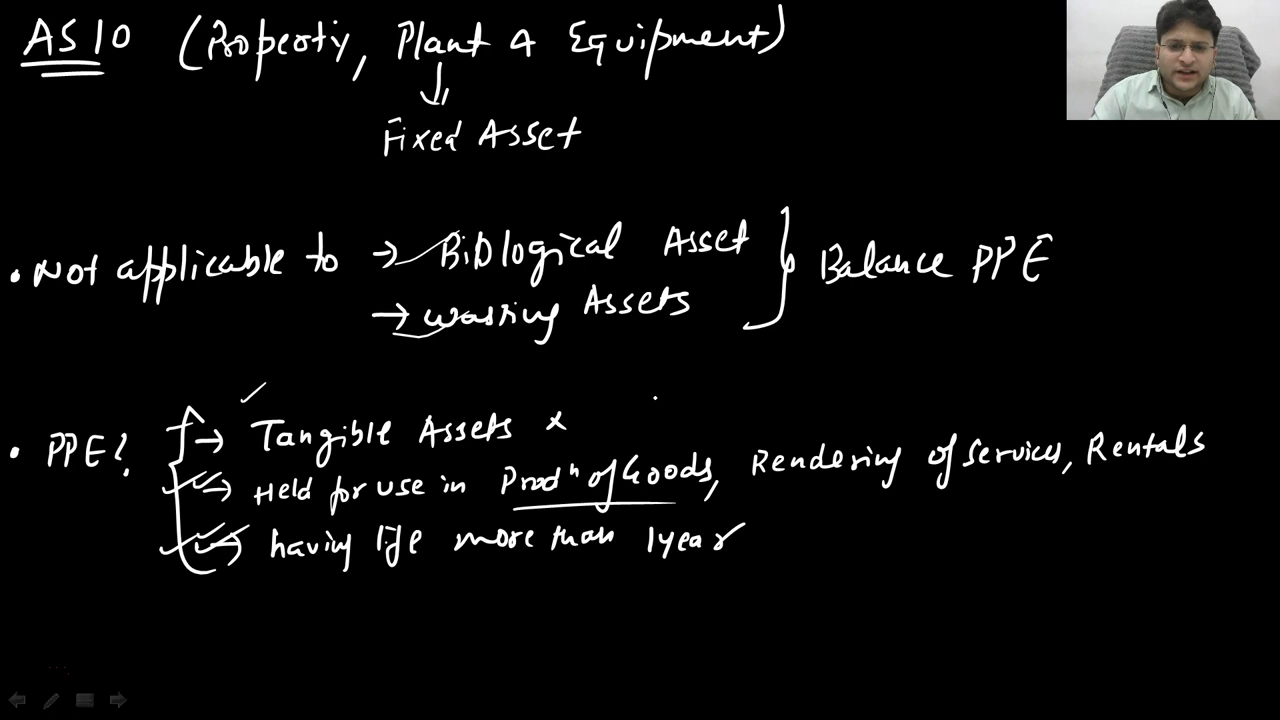 AS 10 (Property, Plant & Equipment)
Fixed Asset
• Not applicable to → Biological Asset
→ wasring Assets
Balance PPE
• PPE? → Tangible Assets ×
→ Held for use in Prodⁿ of Goods, Rendering of Services, Rentals
→ having life more than 1 year